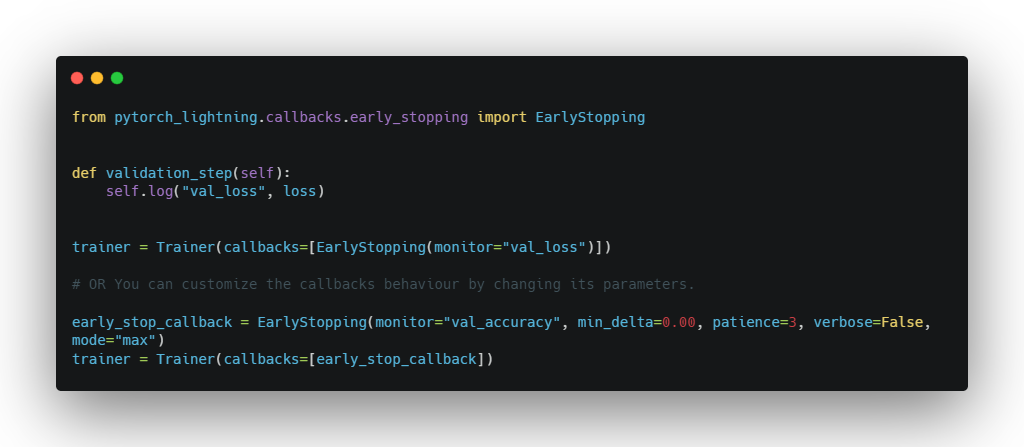 from pytorch_lightning.callbacks.early_stopping import EarlyStopping
def validation_step(self):
    self.log("val_loss", loss)
trainer = Trainer(callbacks=[EarlyStopping(monitor="val_loss")])
# OR You can customize the callbacks behaviour by changing its parameters.
early_stop_callback = EarlyStopping(monitor="val_accuracy", min_delta=0.00, patience=3, verbose=False,
mode="max")
trainer = Trainer(callbacks=[early_stop_callback])